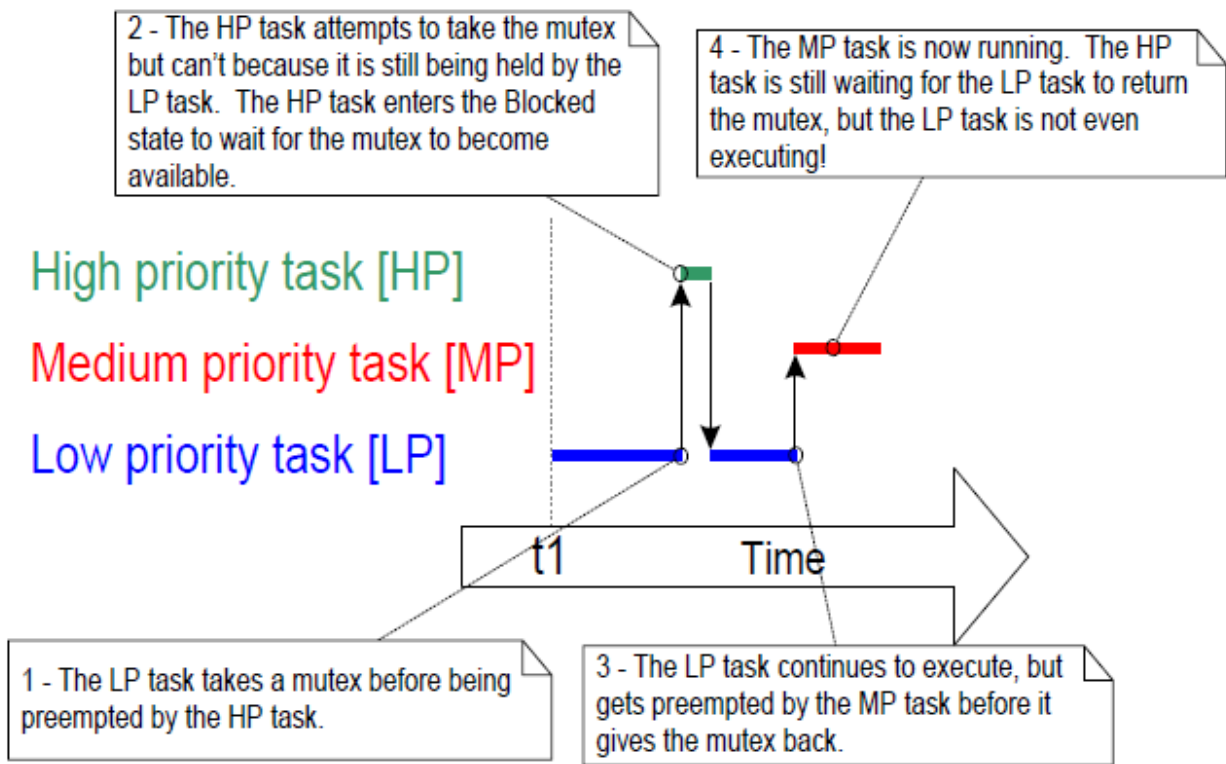 2 - The HP task attempts to take the mutex
but can't because it is still being held by the
LP task.  The HP task enters the Blocked
state to wait for the mutex to become
available.
4 - The MP task is now running.  The HP
task is still waiting for the LP task to return
the mutex, but the LP task is not even
executing!
High priority task [HP]
Medium priority task [MP]
Low priority task [LP]
t1
Time
1 - The LP task takes a mutex before being
preempted by the HP task.
3 - The LP task continues to execute, but
gets preempted by the MP task before it
gives the mutex back.